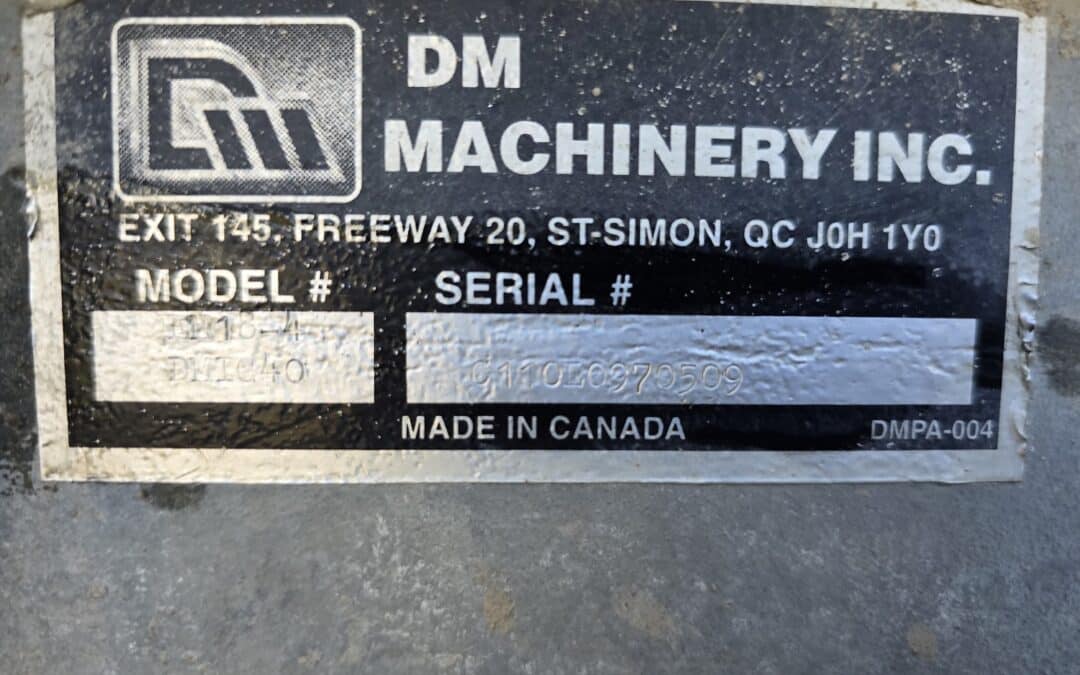 DM
MACHINERY INC.
EXIT 145, FREEWAY 20, ST-SIMON, QC J0H 1Y0
MODEL #
SERIAL #
C110E0970509
MADE IN CANADA
DMPA-004